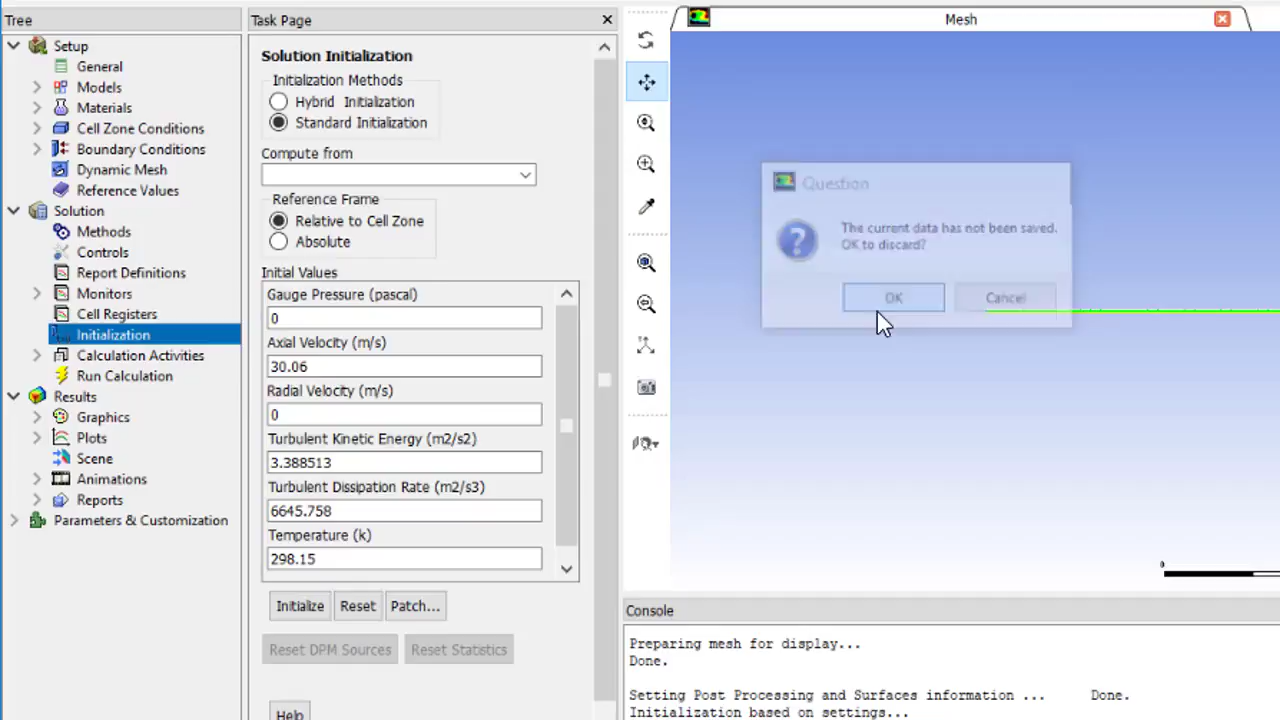 Tree
Setup
General
Models
Materials
Cell Zone Conditions
Boundary Conditions
Dynamic Mesh
Reference Values
Solution
Methods
Controls
Report Definitions
Monitors
Cell Registers
Initialization
Calculation Activities
Run Calculation
Results
Graphics
Plots
Scene
Animations
Reports
Parameters & Customization
Task Page
Solution Initialization
Initialization Methods
Hybrid Initialization
Standard Initialization
Compute from
Reference Frame
Relative to Cell Zone
Absolute
Initial Values
Gauge Pressure (pascal)
0
Axial Velocity (m/s)
30.06
Radial Velocity (m/s)
0
Turbulent Kinetic Energy (m2/s2)
3.388513
Turbulent Dissipation Rate (m2/s3)
6645.758
Temperature (k)
298.15
Initialize Reset Patch...
Reset DPM Sources Reset Statistics
Help
Mesh
Question
The current data has not been saved.
OK to discard?
OK Cancel
0
Console
Preparing mesh for display...
Done.
Setting Post Processing and Surfaces information ... Done.
Initialization based on settings...